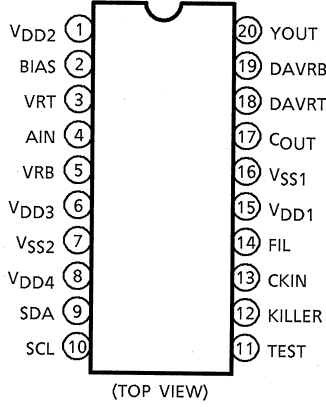 VDD2 1 20 YOUT
BIAS 2 19 DAVRB
VRT 3 18 DAVRT
AIN 4 17 COUT
VRB 5 16 VSS1
VDD3 6 15 VDD1
VSS2 7 14 FIL
VDD4 8 13 CKIN
SDA 9 12 KILLER
SCL 10 11 TEST
(TOP VIEW)